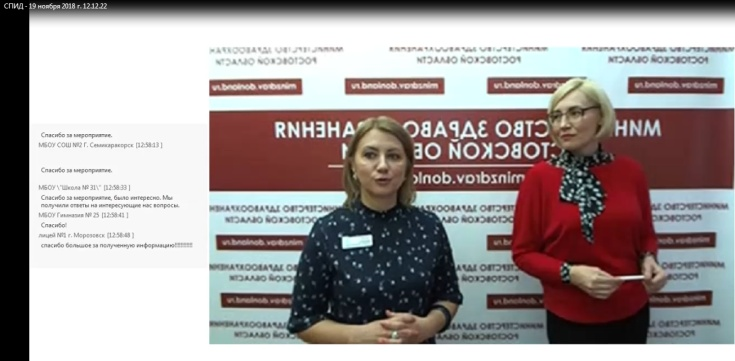 СПИД - 19 ноября 2018 г. 12.12.22
Спасибо за мероприятие.
МБОУ СОШ №2 Г. Семикаракорск [12:58:13 ]
Спасибо за мероприятие.
МБОУ \"Школа № 31\" [12:58:33 ]
Спасибо за мероприятие, было интересно. Мы
получили ответы на интересующие нас вопросы.
МБОУ Гимназия № 25 [12:58:41 ]
Спасибо!
лицей №1 г. Морозовск [12:58:48 ]
спасибо большое за полученную информацию!!!!!!!!!!!
МИНИСТЕРСТВО ЗДРАВООХРАНЕНИЯ
РОСТОВСКОЙ ОБЛАСТИ
minzdrav.donland.ru